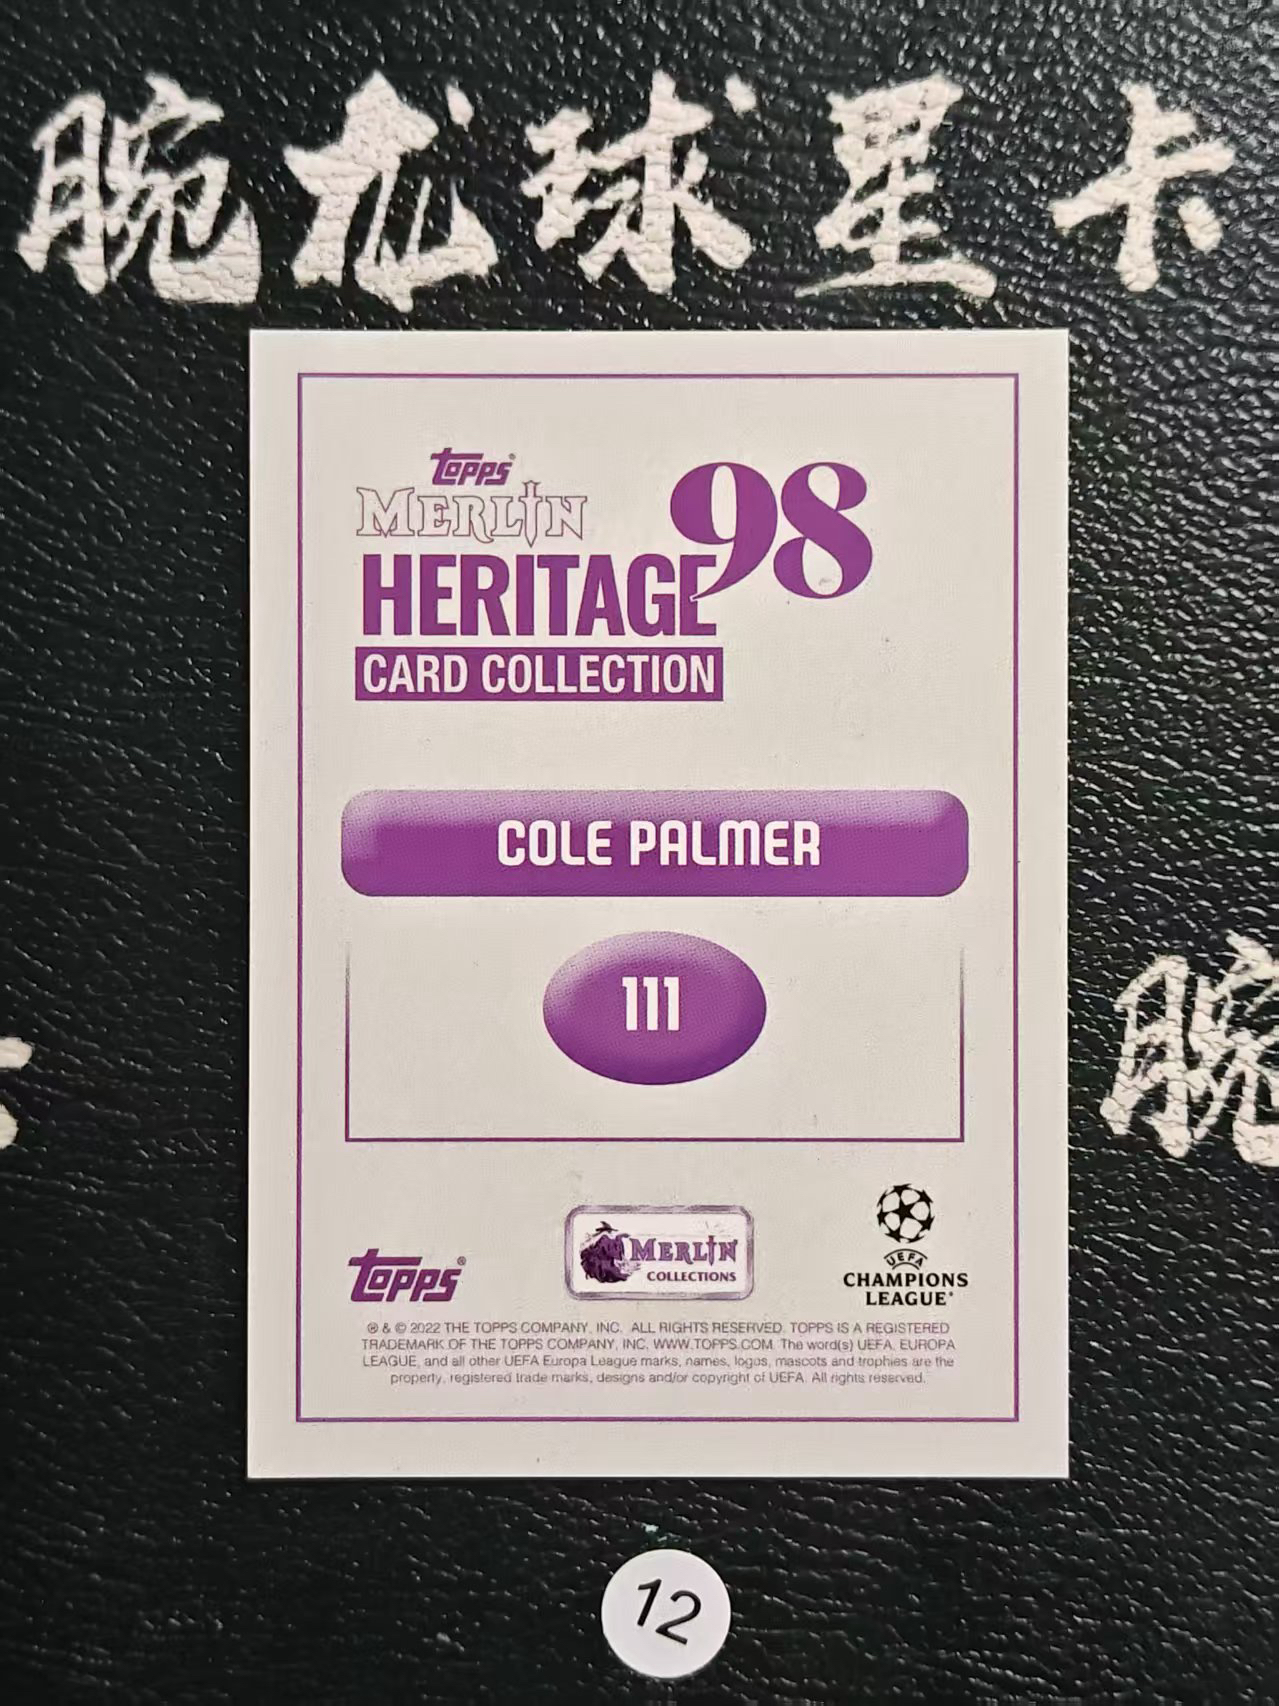 腕龙球星卡
TOPPS
MERLIN
HERITAGE 98
CARD COLLECTION
COLE PALMER
111
腕
TOPPS®
MERLIN
COLLECTIONS
UEFA
CHAMPIONS
LEAGUE®
® & © 2022 THE TOPPS COMPANY, INC. ALL RIGHTS RESERVED. TOPPS IS A REGISTERED
TRADEMARK OF THE TOPPS COMPANY, INC. WWW.TOPPS.COM. The word(s) UEFA, EUROPA
LEAGUE, and all other UEFA Europa League marks, names, logos, mascots and trophies are the
property, registered trade marks, designs and/or copyright of UEFA. All rights reserved.
12